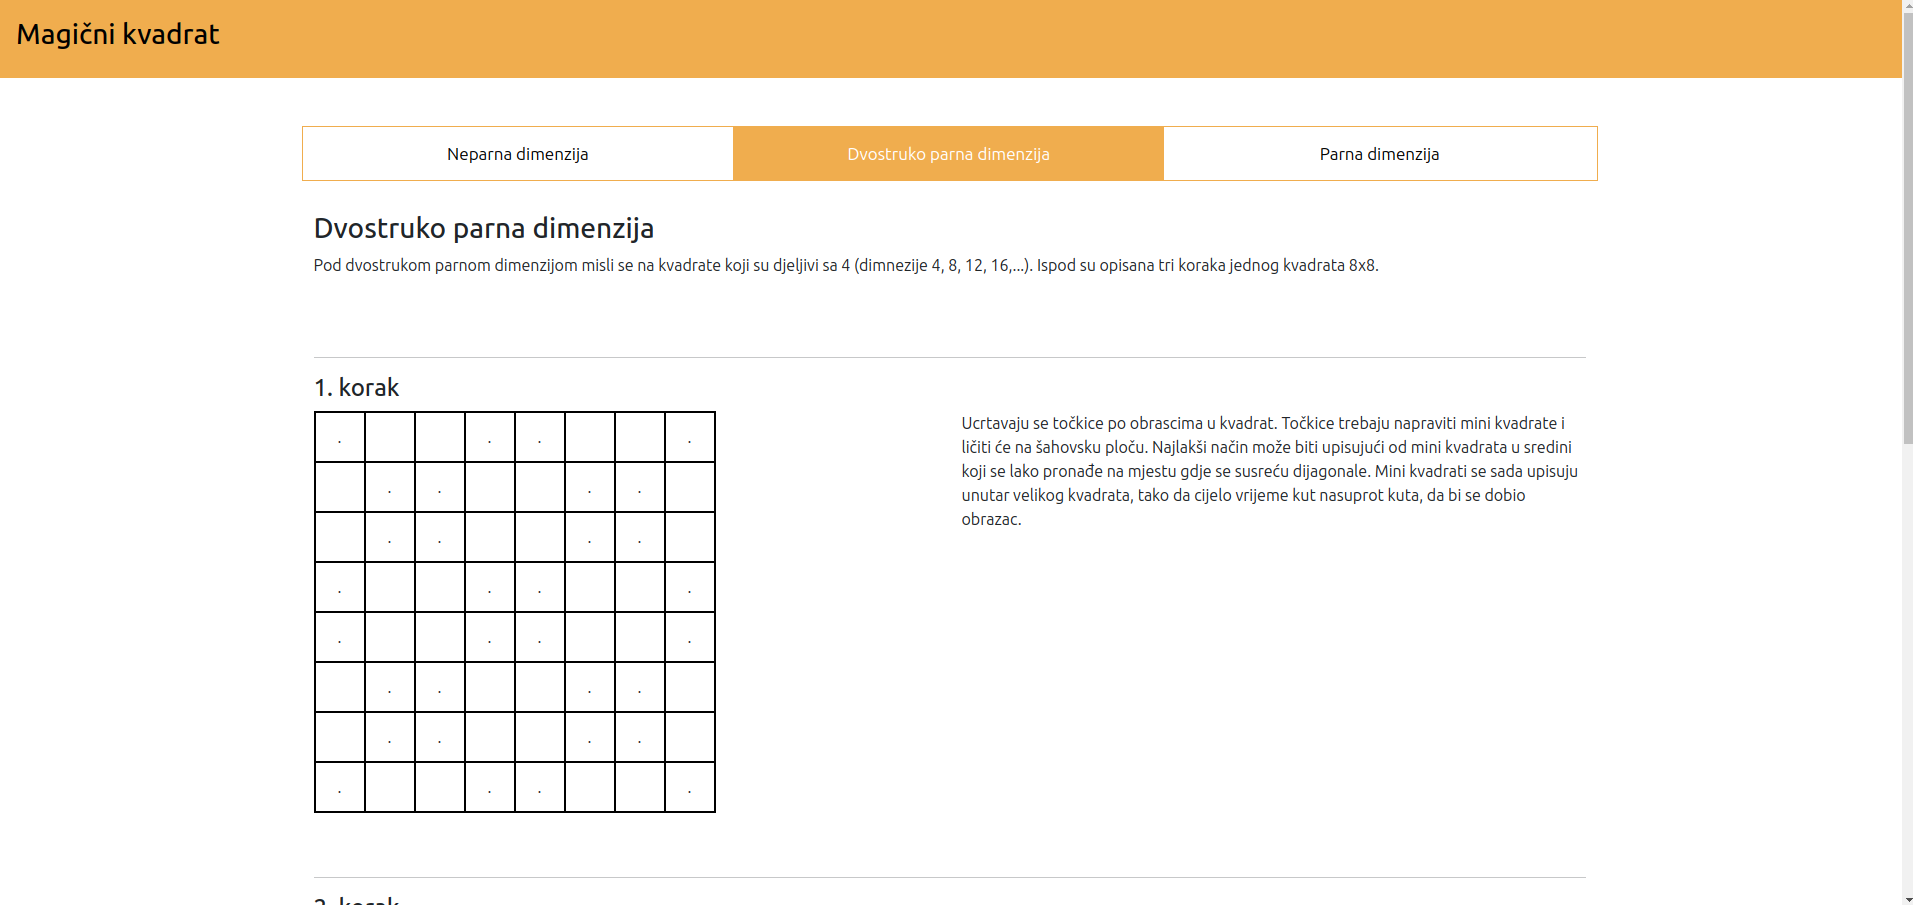 Magični kvadrat
Neparna dimenzija
Dvostruko parna dimenzija
Parna dimenzija
Dvostruko parna dimenzija
Pod dvostrukom parnom dimenzijom misli se na kvadrate koji su djeljivi sa 4 (dimnezije 4, 8, 12, 16,...). Ispod su opisana tri koraka jednog kvadrata 8x8.
1. korak
. . . .
. . . .
. . . .
. . . .
. . . .
. . . .
. . . .
. . . .
Ucrtavaju se točkice po obrascima u kvadrat. Točkice trebaju napraviti mini kvadrate i
ličiti će na šahovsku ploču. Najlakši način može biti upisujući od mini kvadrata u sredini
koji se lako pronađe na mjestu gdje se susreću dijagonale. Mini kvadrati se sada upisuju
unutar velikog kvadrata, tako da cijelo vrijeme kut nasuprot kuta, da bi se dobio
obrazac.
2. korak